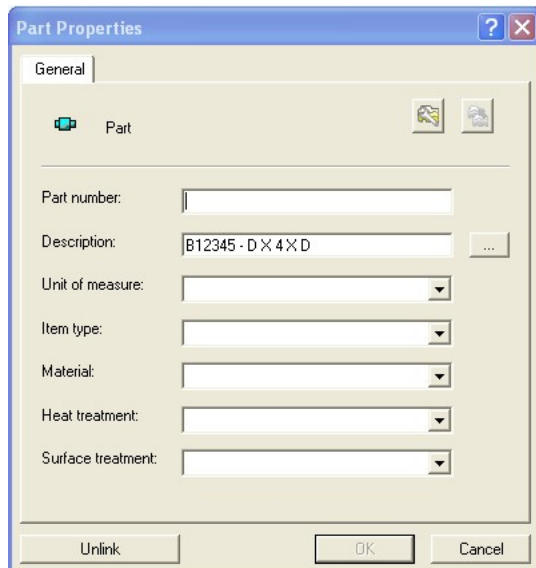 Part Properties
General
Part
Part number:
Description: B12345 - D X 4 X D ...
Unit of measure:
Item type:
Material:
Heat treatment:
Surface treatment:
Unlink OK Cancel